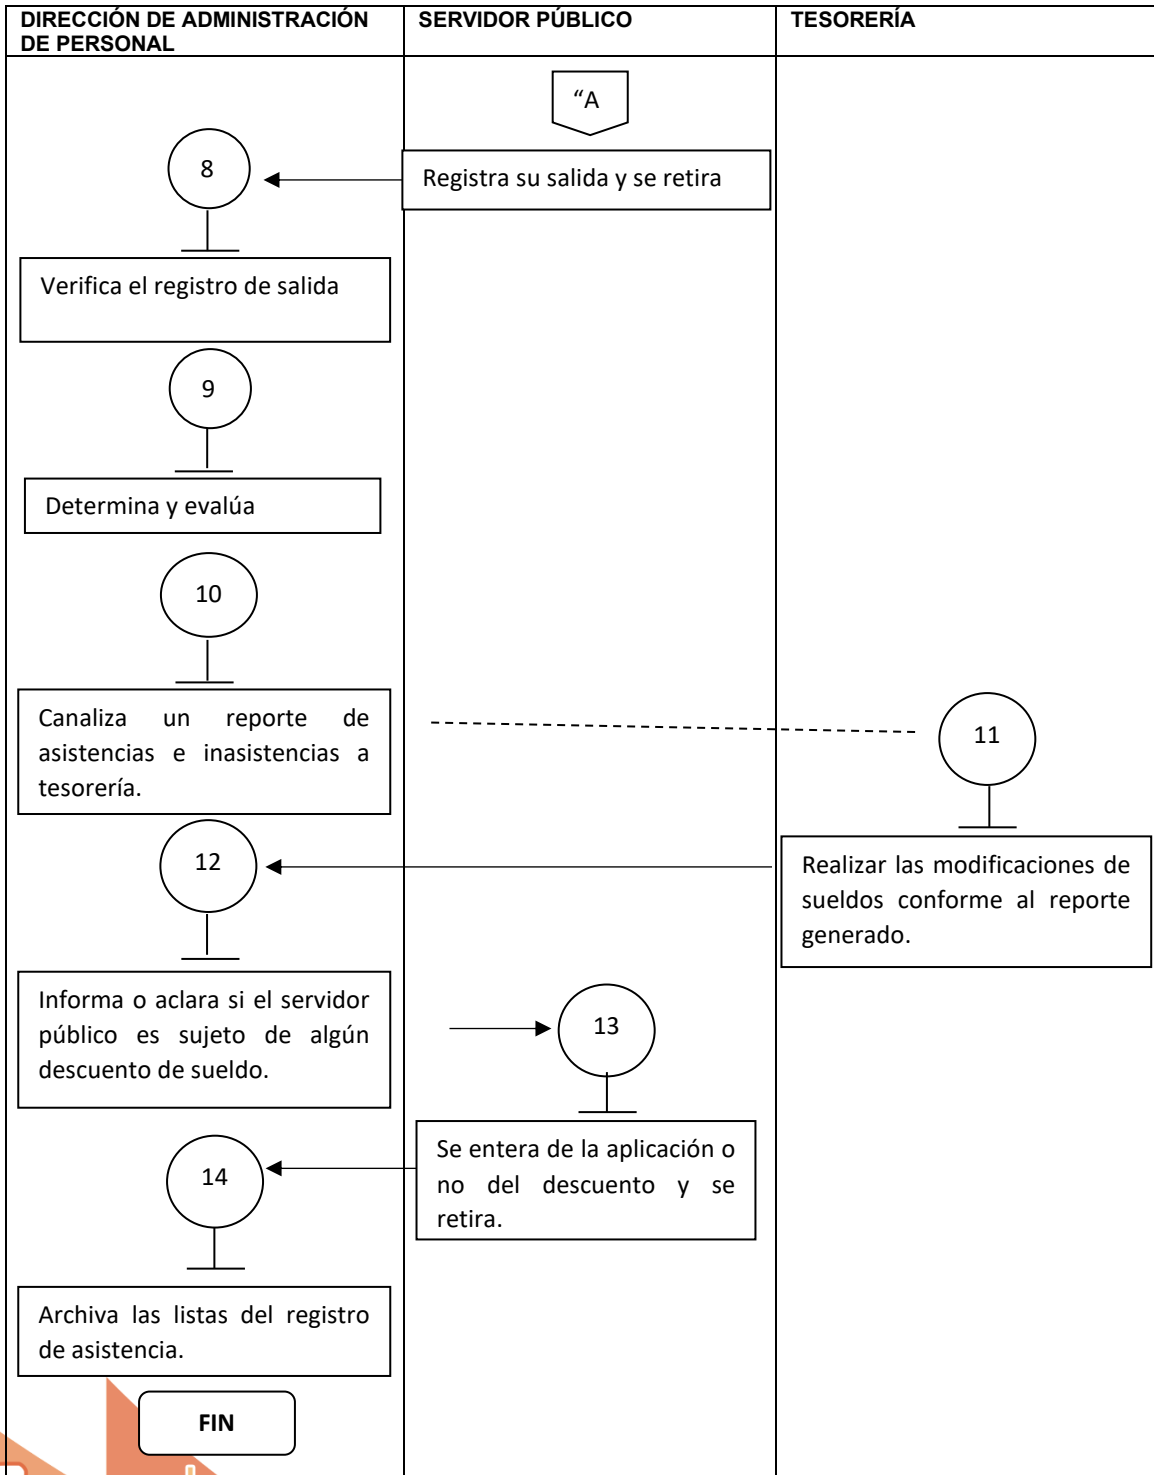 DIRECCIÓN DE ADMINISTRACIÓN
DE PERSONAL
SERVIDOR PÚBLICO
TESORERÍA
“A
8
Registra su salida y se retira
Verifica el registro de salida
9
Determina y evalúa
10
Canaliza un reporte de
asistencias e inasistencias a
tesorería.
11
Realizar las modificaciones de
sueldos conforme al reporte
generado.
12
Informa o aclara si el servidor
público es sujeto de algún
descuento de sueldo.
13
Se entera de la aplicación o
no del descuento y se
retira.
14
Archiva las listas del registro
de asistencia.
FIN